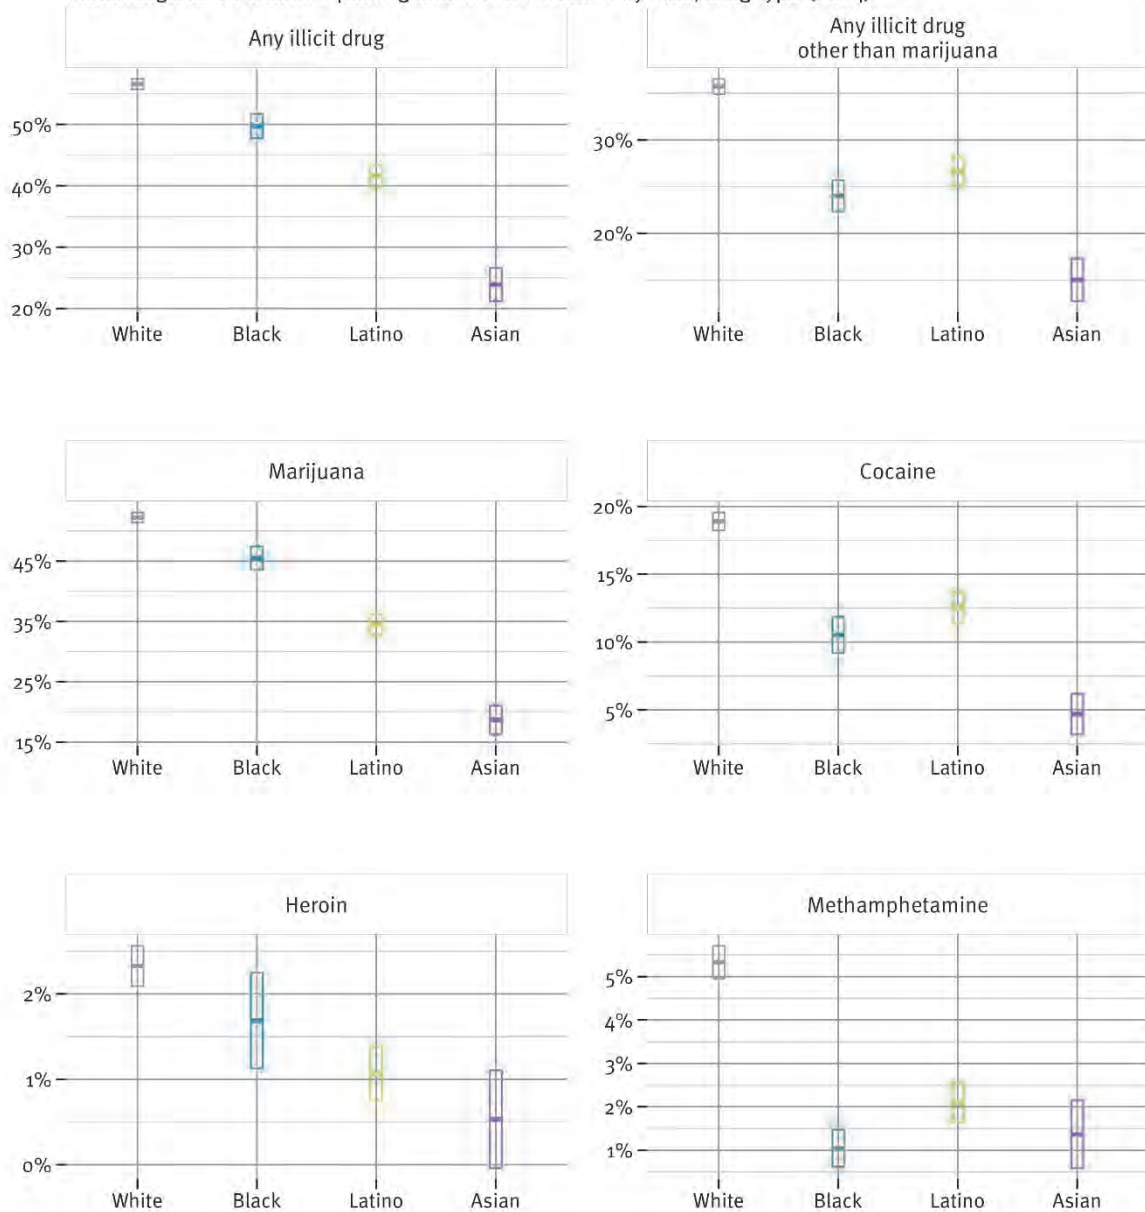 Any illicit drug
50%
40%
30%
20%
White Black Latino Asian
Any illicit drug
other than marijuana
30%
20%
White Black Latino Asian
Marijuana
45%
35%
25%
15%
White Black Latino Asian
Cocaine
20%
15%
10%
5%
White Black Latino Asian
Heroin
2%
1%
0%
White Black Latino Asian
Methamphetamine
5%
4%
3%
2%
1%
White Black Latino Asian